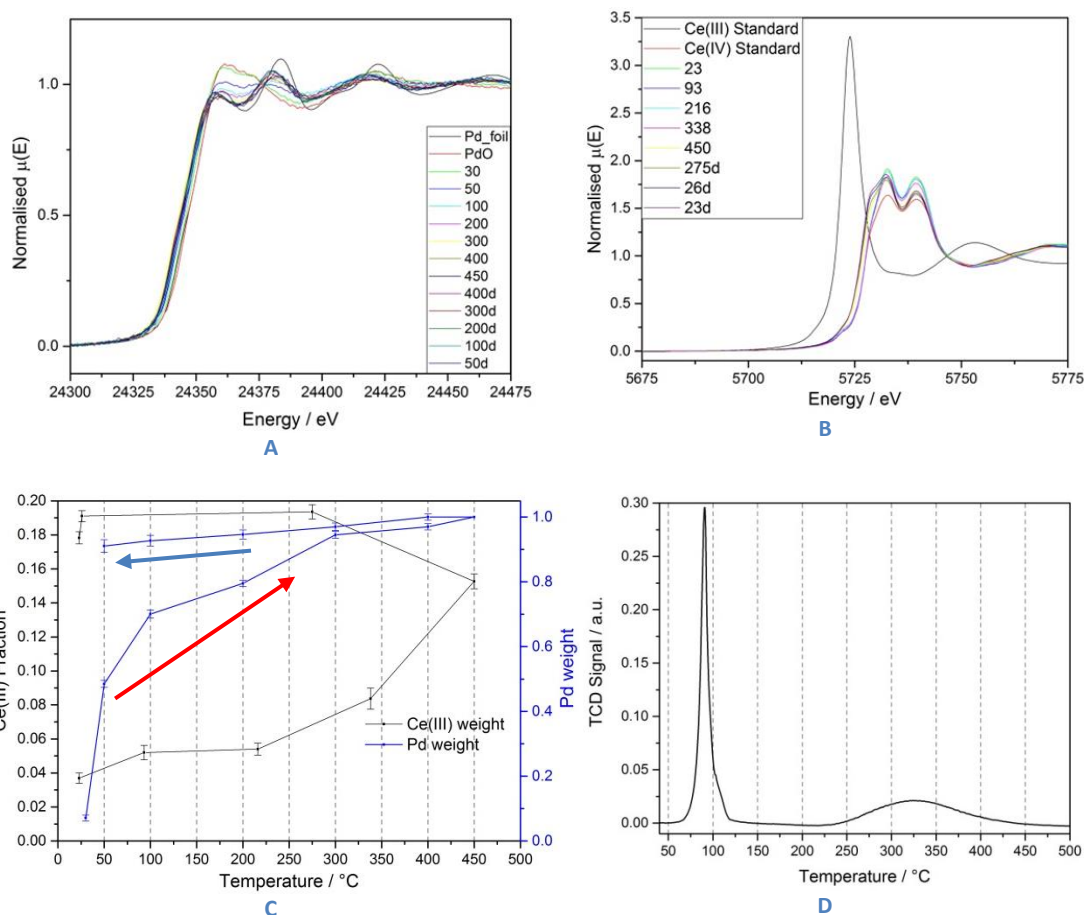 1.0
0.5
0.0
Normalised μ(E)
Pd_foil
PdO
30
50
100
200
300
400
450
400d
300d
200d
100d
50d
24300 24325 24350 24375 24400 24425 24450 24475
Energy / eV
A
3.5
3.0
2.5
2.0
1.5
1.0
0.5
0.0
Normalised μ(E)
Ce(III) Standard
Ce(IV) Standard
23
93
216
338
450
275d
26d
23d
5675 5700 5725 5750 5775
Energy / eV
B
0.20
0.18
0.16
0.14
0.12
0.10
0.08
0.06
0.04
0.02
0.00
Ce(III) Fraction
1.0
0.8
0.6
0.4
0.2
0.0
Pd weight
Ce(III) weight
Pd weight
0 50 100 150 200 250 300 350 400 450 500
Temperature / °C
C
0.30
0.25
0.20
0.15
0.10
0.05
0.00
TCD Signal / a.u.
50 100 150 200 250 300 350 400 450 500
Temperature / °C
D